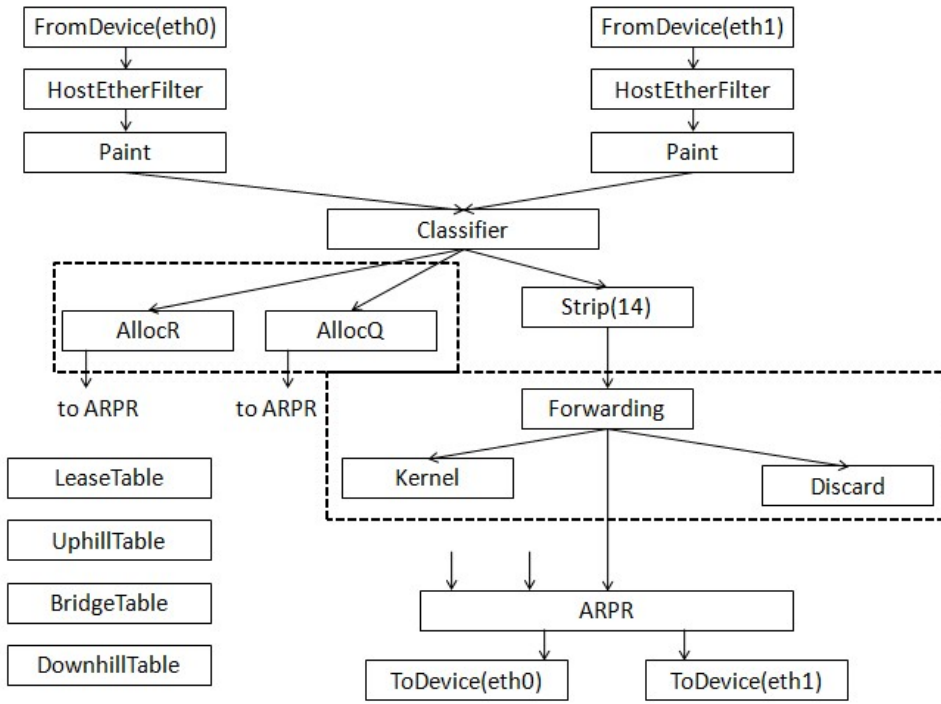 FromDevice(eth0)
FromDevice(eth1)
HostEtherFilter
HostEtherFilter
Paint
Paint
Classifier
Strip(14)
AllocR
AllocQ
to ARPR
to ARPR
Forwarding
Kernel
Discard
LeaseTable
UphillTable
BridgeTable
DownhillTable
ARPR
ToDevice(eth0)
ToDevice(eth1)